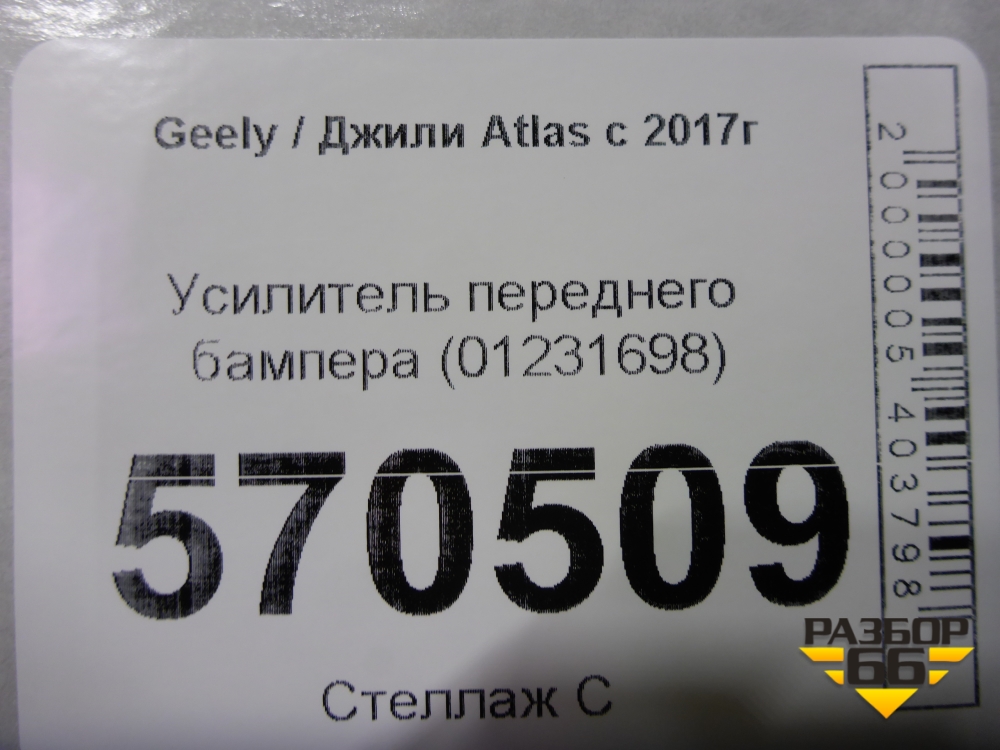 Geely / Джили Atlas с 2017г
Усилитель переднего
бампера (01231698)
570509
Стеллаж С
2000005403798
РАЗБОР
66